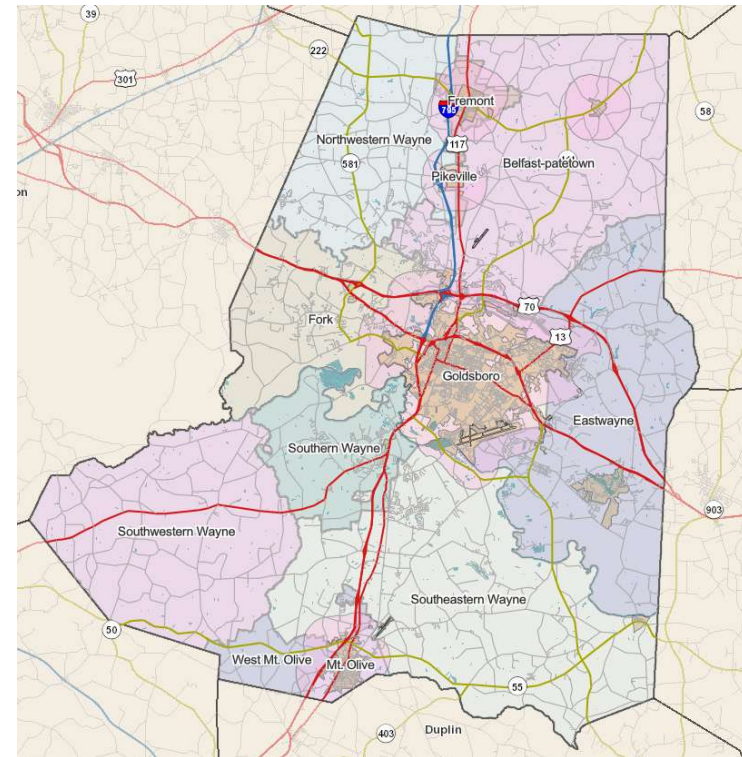 39
222
301
58
Fremont
795
Northwestern Wayne
117
Belfast-patetown
581
Pikeville
on
70
Fork
13
Goldsboro
Eastwayne
Southern Wayne
903
Southwestern Wayne
Southeastern Wayne
50
West Mt. Olive
Mt. Olive
55
403
Duplin